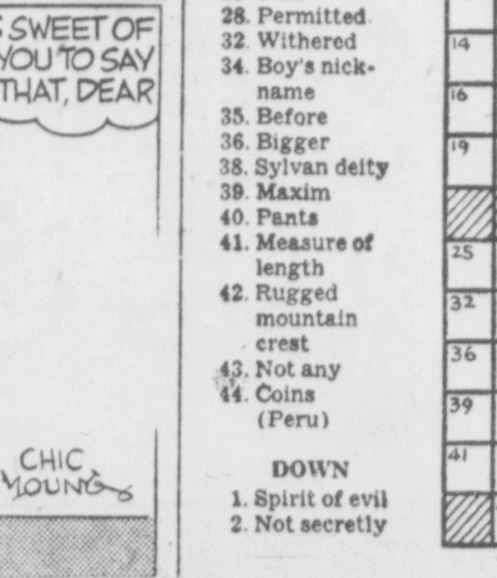 SWEET OF
YOU TO SAY
THAT, DEAR
CHIC
YOUNG
28. Permitted.
32. Withered
34. Boy's nick-
name
35. Before
36. Bigger
38. Sylvan deity
39. Maxim
40. Pants
41. Measure of
length
42. Rugged
mountain
crest
43. Not any
44. Coins
(Peru)
DOWN
1. Spirit of evil
2. Not secretly
14
16
19
25
32
36
39
41